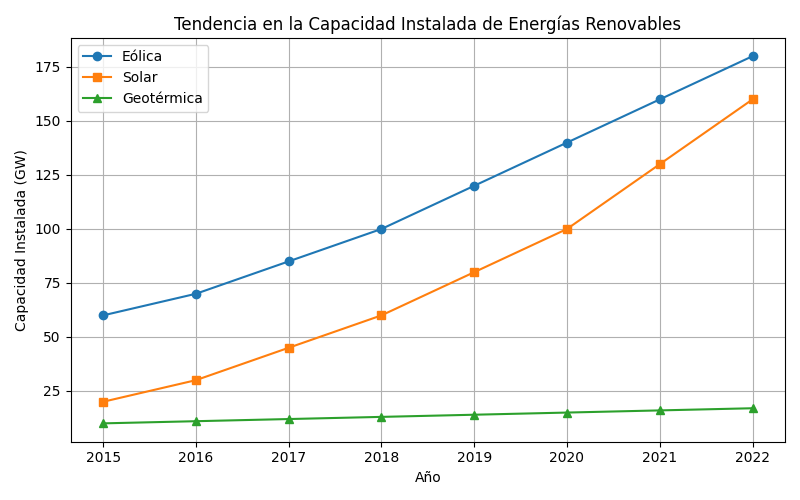 Tendencia en la Capacidad Instalada de Energías Renovables
Eólica
Solar
Geotérmica
Capacidad Instalada (GW)
175
150
125
100
75
50
25
2015 2016 2017 2018 2019 2020 2021 2022
Año